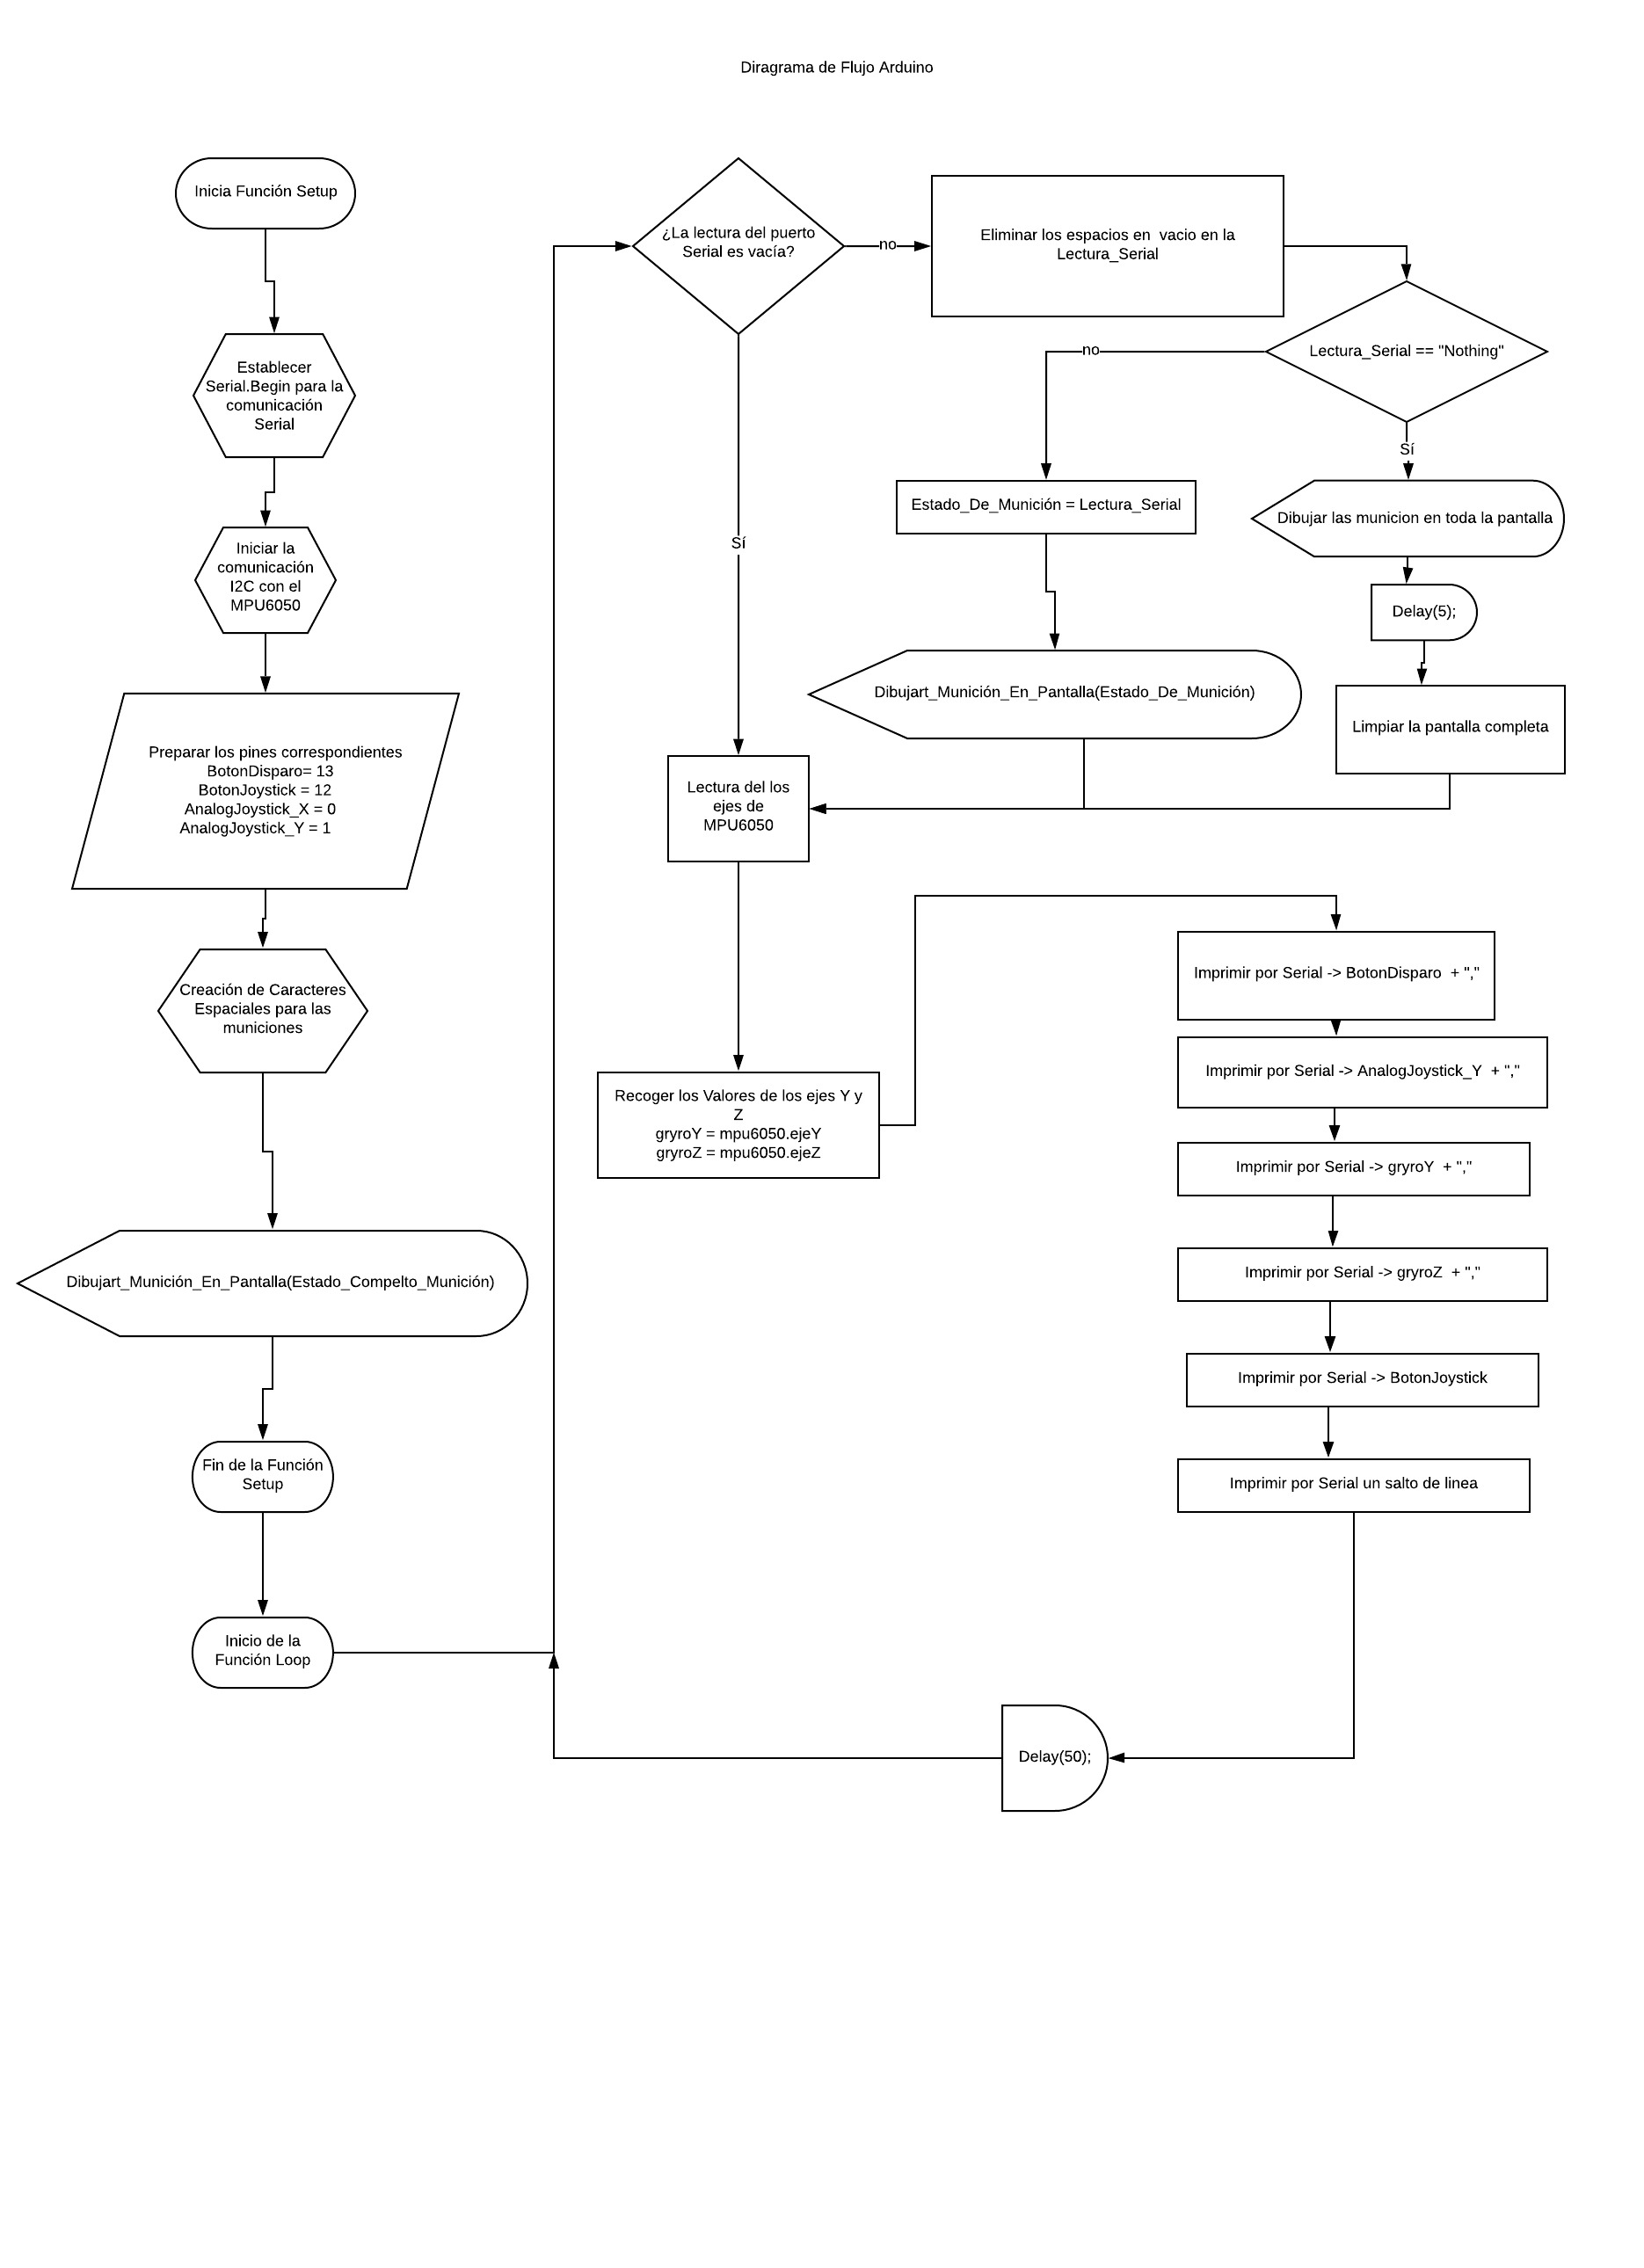 Diragrama de Flujo Arduino
Inicia Función Setup
Establecer
Serial.Begin para la
comunicación
Serial
Iniciar la
comunicación
I2C con el
MPU6050
Preparar los pines correspondientes
BotonDisparo= 13
BotonJoystick = 12
AnalogJoystick_X = 0
AnalogJoystick_Y = 1
Creación de Caracteres
Espaciales para las
municiones
Dibujart_Munición_En_Pantalla(Estado_Compelto_Munición)
Fin de la Función
Setup
Inicio de la
Función Loop
¿La lectura del puerto
Serial es vacía?
no
Eliminar los espacios en  vacio en la
Lectura_Serial
Lectura_Serial == "Nothing"
no
Sí
Estado_De_Munición = Lectura_Serial
Dibujar las municion en toda la pantalla
Sí
Delay(5);
Dibujart_Munición_En_Pantalla(Estado_De_Munición)
Limpiar la pantalla completa
Lectura del los
ejes de
MPU6050
Recoger los Valores de los ejes Y y
Z
gryroY = mpu6050.ejeY
gryroZ = mpu6050.ejeZ
Imprimir por Serial -> BotonDisparo  + ","
Imprimir por Serial -> AnalogJoystick_Y  + ","
Imprimir por Serial -> gryroY  + ","
Imprimir por Serial -> gryroZ  + ","
Imprimir por Serial -> BotonJoystick
Imprimir por Serial un salto de linea
Delay(50);